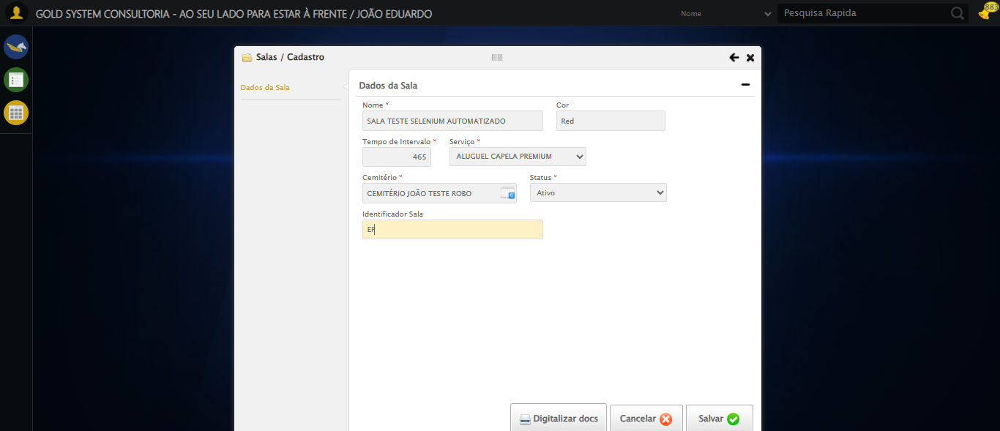 GOLD SYSTEM CONSULTORIA - AO SEU LADO PARA ESTAR À FRENTE / JOÃO EDUARDO
Nome
Pesquisa Rapida
883
Salas / Cadastro
Dados da Sala
Dados da Sala
Nome *
Cor
SALA TESTE SELENIUM AUTOMATIZADO
Red
Tempo de Intervalo *
Serviço *
465
ALUGUEL CAPELA PREMIUM
Cemitério *
Status *
CEMITÉRIO JOÃO TESTE ROBO
Ativo
Identificador Sala
Digitalizar docs
Cancelar
Salvar